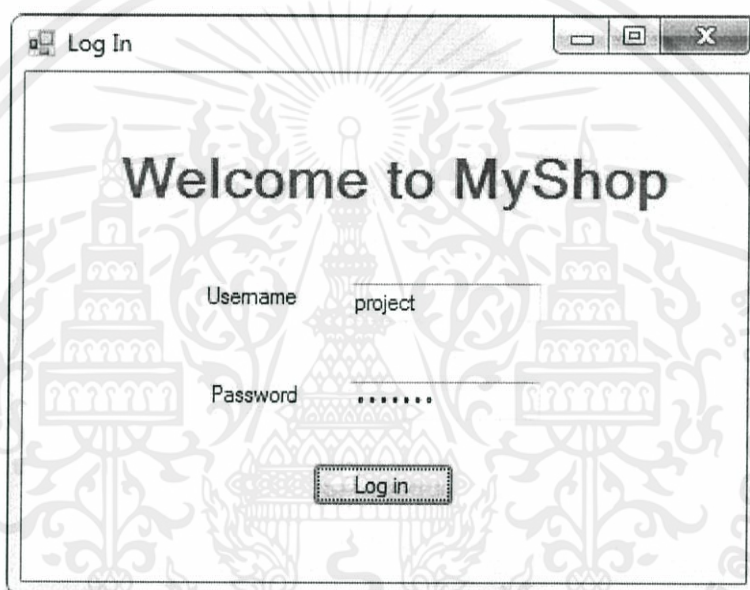 Log In
Welcome to MyShop
Username project
Password •••••••
Log in